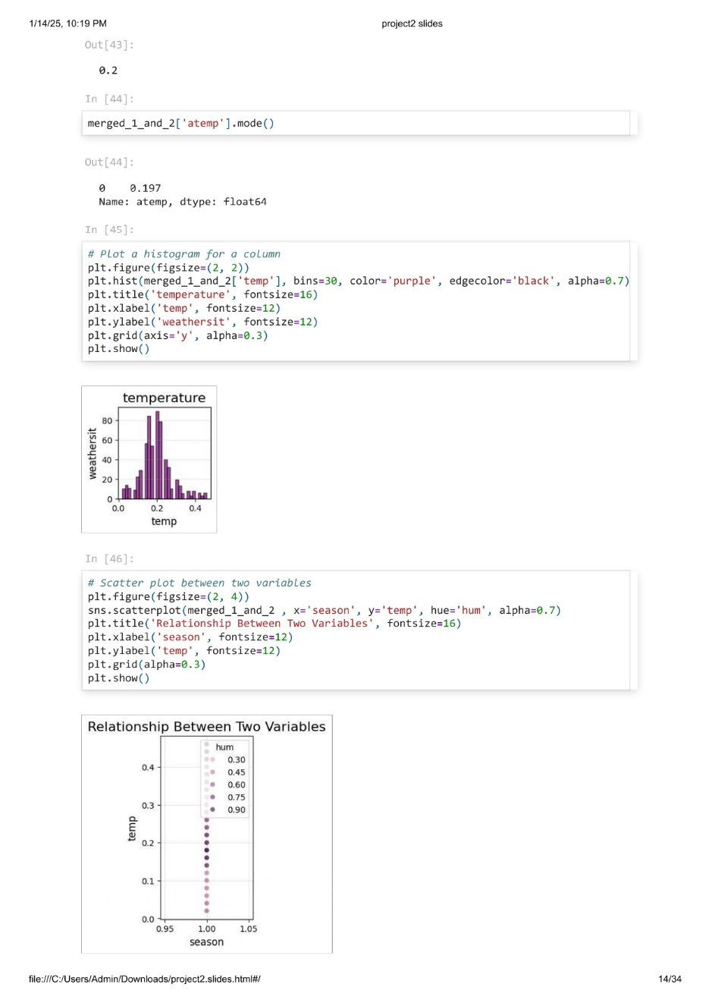 1/14/25, 10:19 PM project2 slides
Out[43]:
0.2
In [44]:
merged_1_and_2['atemp'].mode()
Out[44]:
0    0.197
Name: atemp, dtype: float64
In [45]:
# Plot a histogram for a column
plt.figure(figsize=(2, 2))
plt.hist(merged_1_and_2['temp'], bins=30, color='purple', edgecolor='black', alpha=0.7)
plt.title('temperature', fontsize=16)
plt.xlabel('temp', fontsize=12)
plt.ylabel('weathersit', fontsize=12)
plt.grid(axis='y', alpha=0.3)
plt.show()
temperature
weathersit
80
60
40
20
0
0.0 0.2 0.4
temp
In [46]:
# Scatter plot between two variables
plt.figure(figsize=(2, 4))
sns.scatterplot(merged_1_and_2 , x='season', y='temp', hue='hum', alpha=0.7)
plt.title('Relationship Between Two Variables', fontsize=16)
plt.xlabel('season', fontsize=12)
plt.ylabel('temp', fontsize=12)
plt.grid(alpha=0.3)
plt.show()
Relationship Between Two Variables
hum
0.30
0.45
0.60
0.75
0.90
temp
0.4
0.3
0.2
0.1
0.0
0.95 1.00 1.05
season
file:///C:/Users/Admin/Downloads/project2.slides.html#/ 14/34